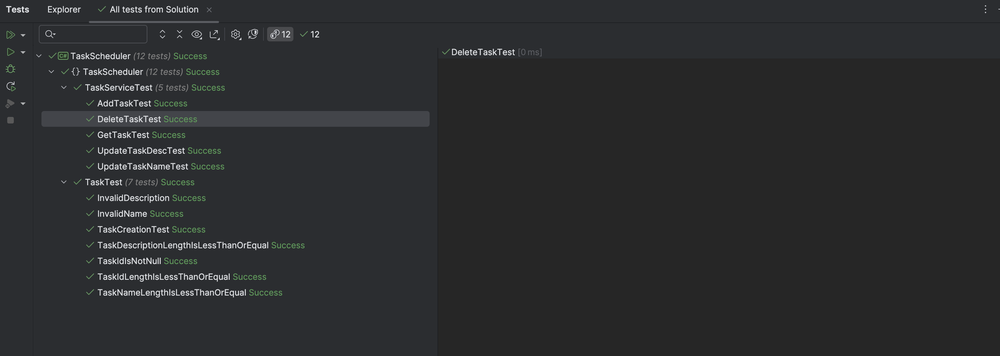 Tests Explorer All tests from Solution
12 12
C# TaskScheduler (12 tests) Success
{} TaskScheduler (12 tests) Success
TaskServiceTest (5 tests) Success
AddTaskTest Success
DeleteTaskTest Success
GetTaskTest Success
UpdateTaskDescTest Success
UpdateTaskNameTest Success
TaskTest (7 tests) Success
InvalidDescription Success
InvalidName Success
TaskCreationTest Success
TaskDescriptionLengthIsLessThanOrEqual Success
TaskIdIsNotNull Success
TaskIdLengthIsLessThanOrEqual Success
TaskNameLengthIsLessThanOrEqual Success
DeleteTaskTest [0 ms]